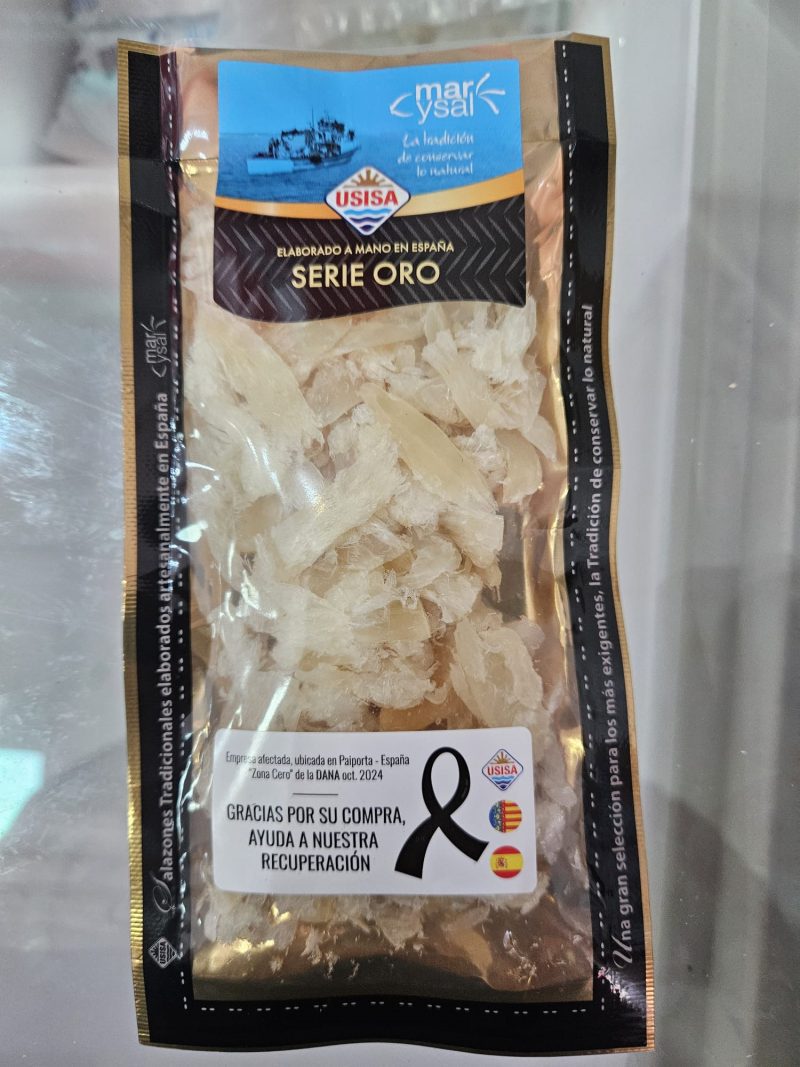 mar
ysal
La tradición
de conservar
lo natural
USISA
ELABORADO A MANO EN ESPAÑA
SERIE ORO
Salazones Tradicionales elaborados artesanalmente en España
mar
ysal
Una gran selección para los más exigentes, la Tradición de conservar lo natural
Empresa afectada, ubicada en Paiporta - España
"Zona Cero" de la DANA oct. 2024
GRACIAS POR SU COMPRA,
AYUDA A NUESTRA
RECUPERACIÓN
USISA
USISA